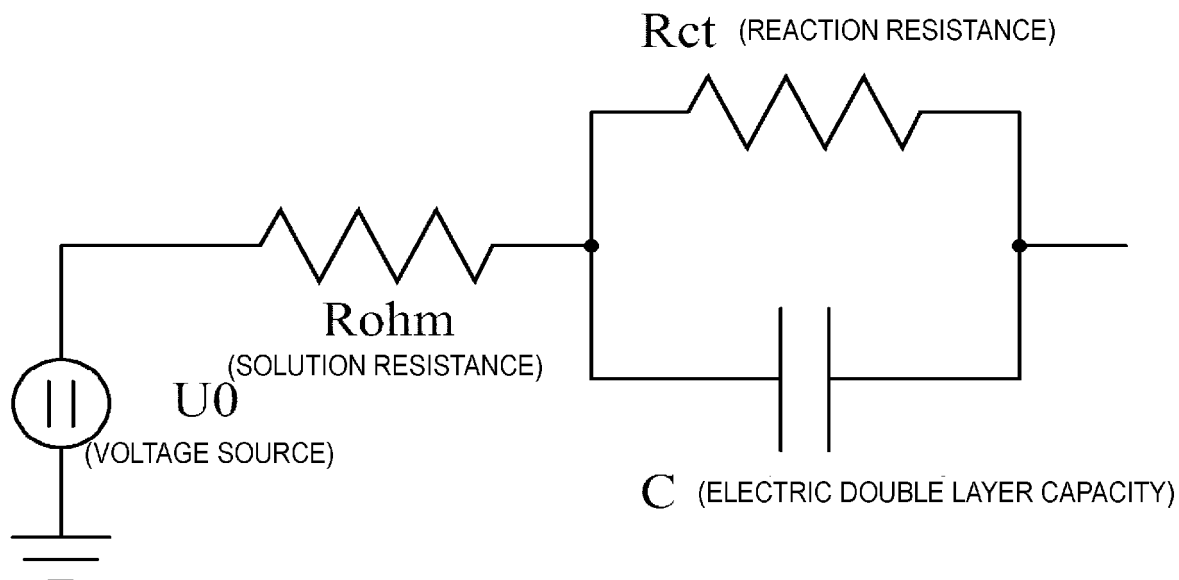 Rct (REACTION RESISTANCE)
Rohm
(SOLUTION RESISTANCE)
U0
(VOLTAGE SOURCE)
C (ELECTRIC DOUBLE LAYER CAPACITY)